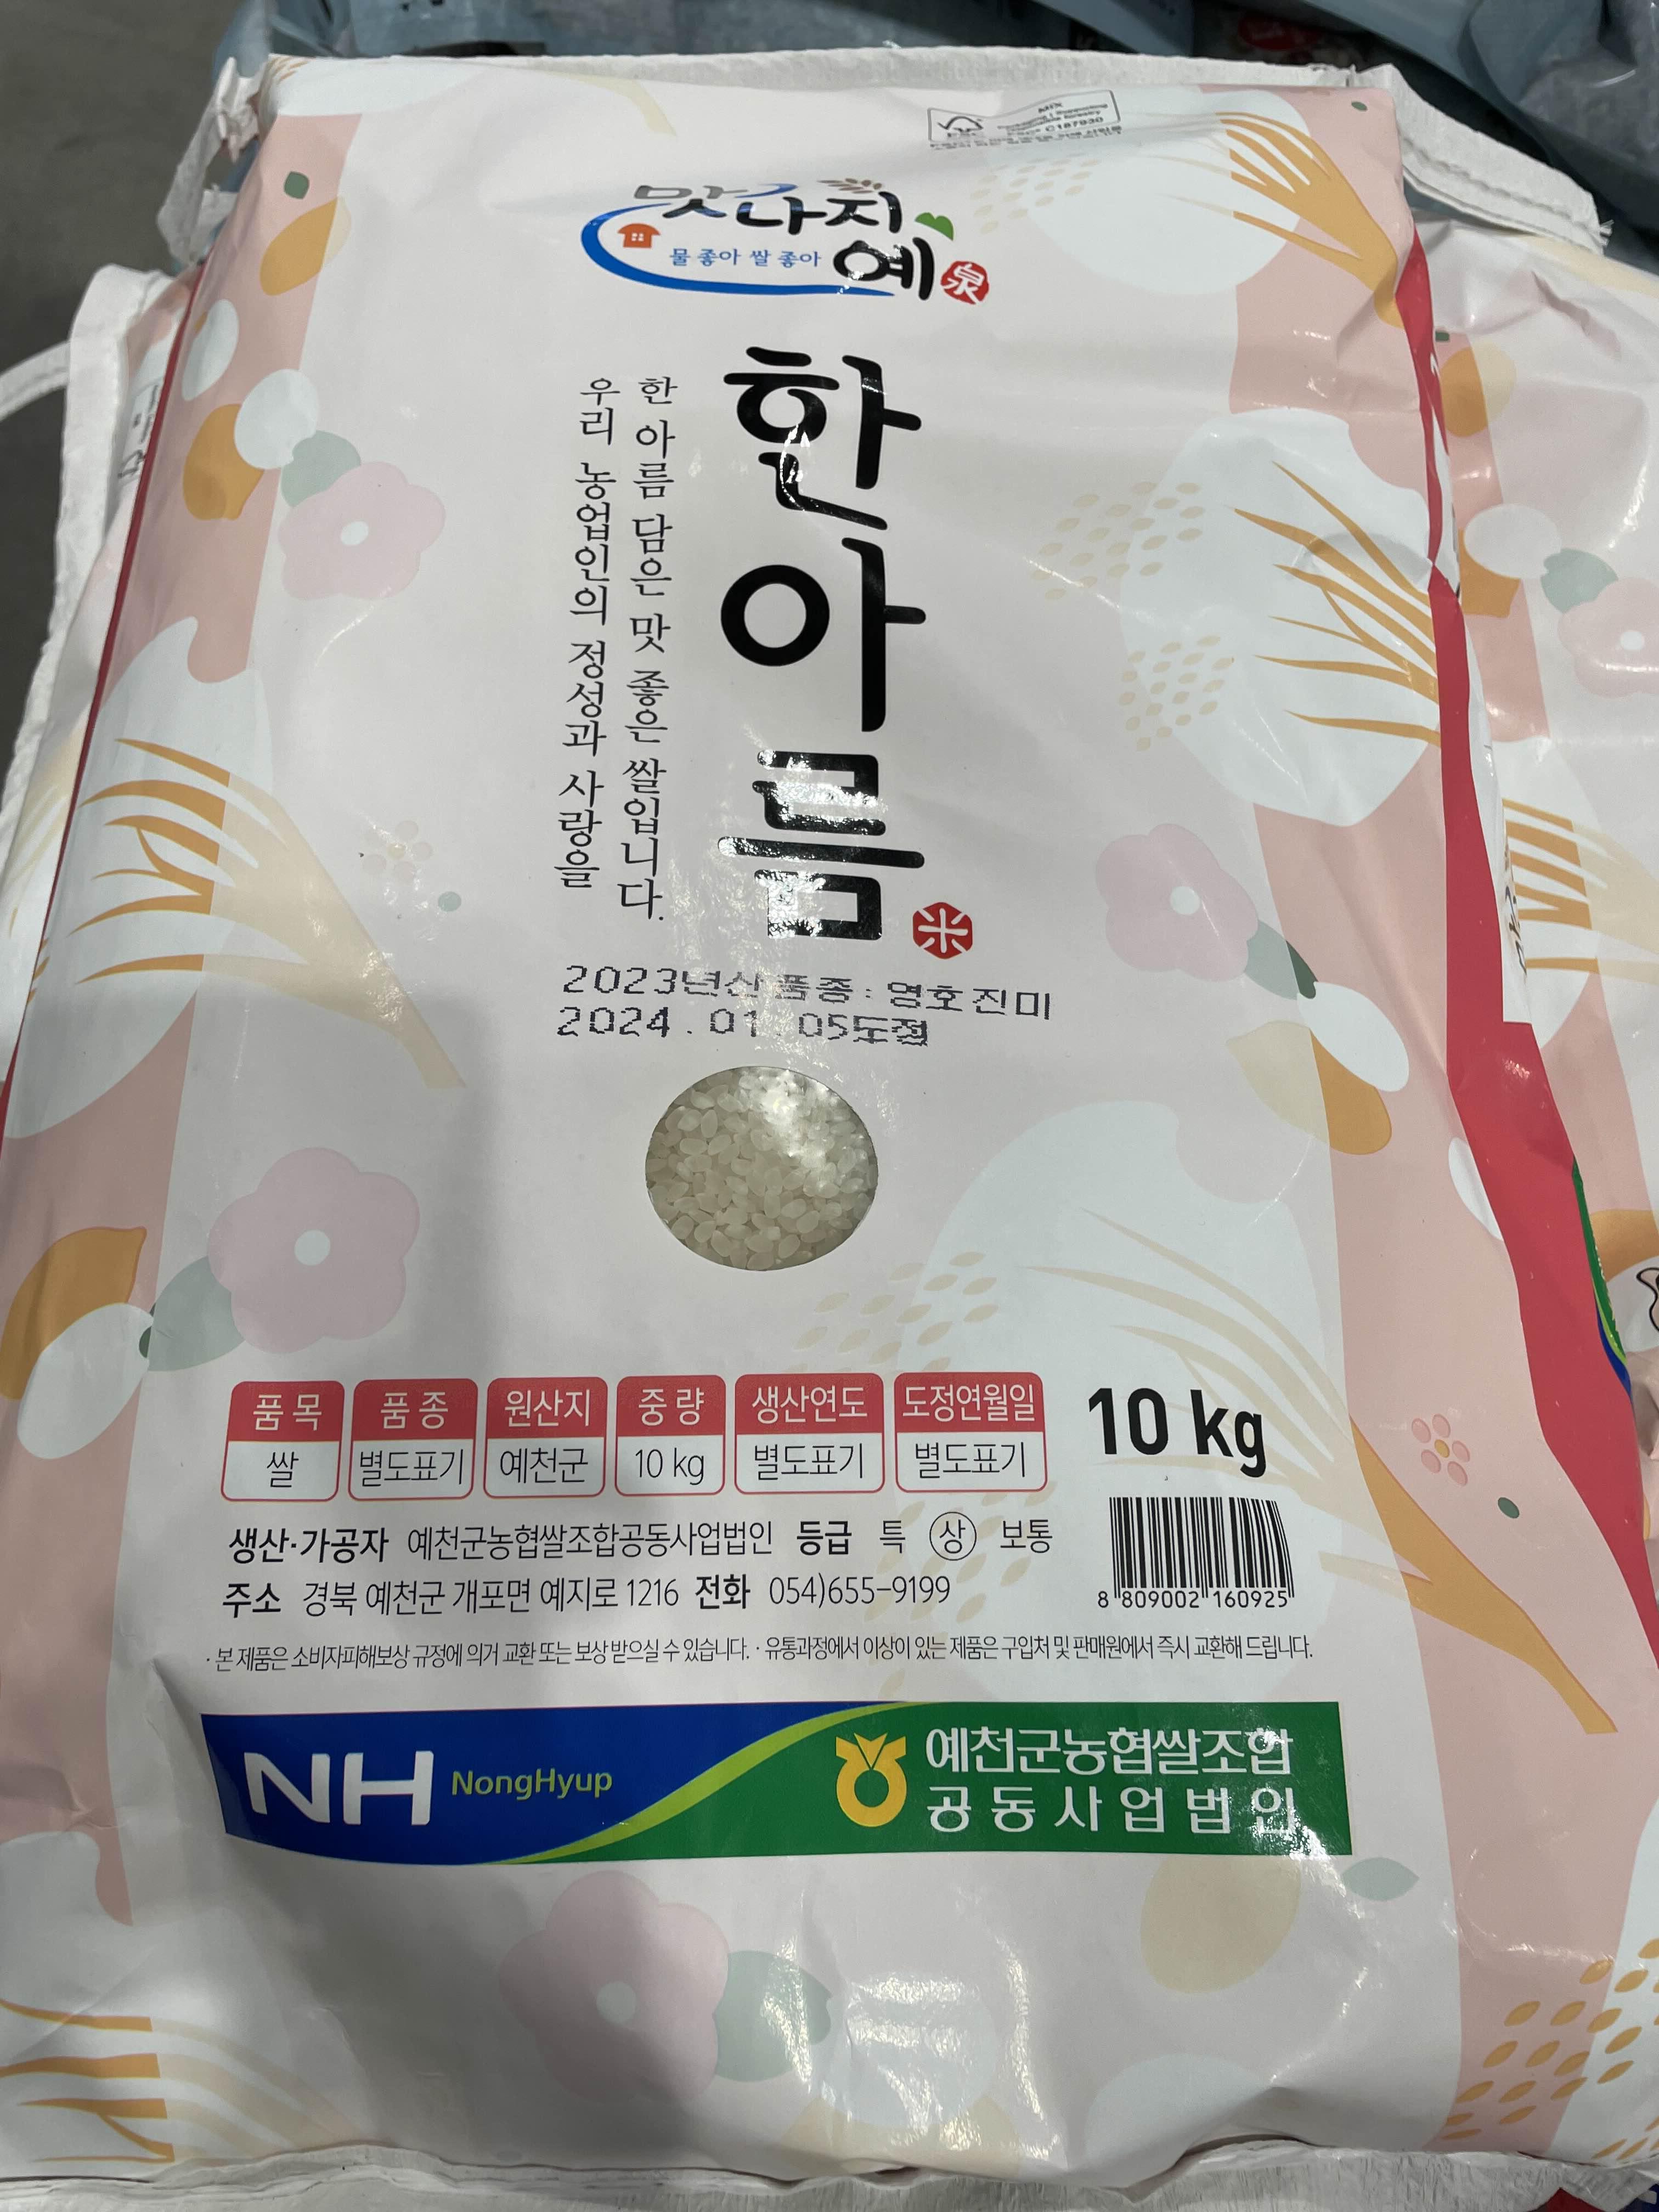 MIX
FSC
FSC® C187930
맛나지
물 좋아 쌀 좋아 예 泉
한아름 米
한 아름 담은 맛 좋은 쌀입니다.
우리 농업인의 정성과 사랑을
2023년산 품종 : 영호진미
2024.01.05도정
품목 품종 원산지 중량 생산연도 도정연월일
쌀 별도표기 예천군 10 kg 별도표기 별도표기
10 kg
생산·가공자 예천군농협쌀조합공동사업법인 등급 특 상 보통
주소 경북 예천군 개포면 예지로 1216 전화 054)655-9199
8 809002 160925
· 본 제품은 소비자피해보상 규정에 의거 교환 또는 보상 받으실 수 있습니다. · 유통과정에서 이상이 있는 제품은 구입처 및 판매원에서 즉시 교환해 드립니다.
NH NongHyup
예천군농협쌀조합
공동사업법인